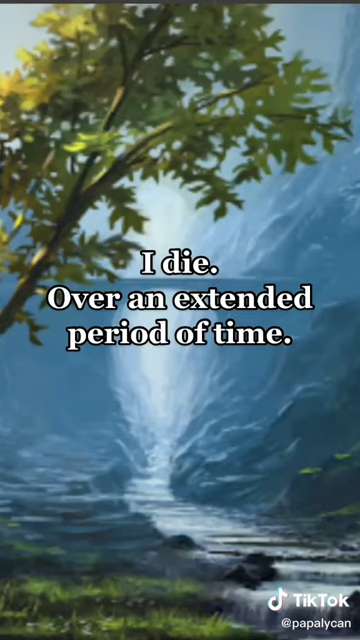 I die.
Over an extended
period of time.
TikTok
@papalycan